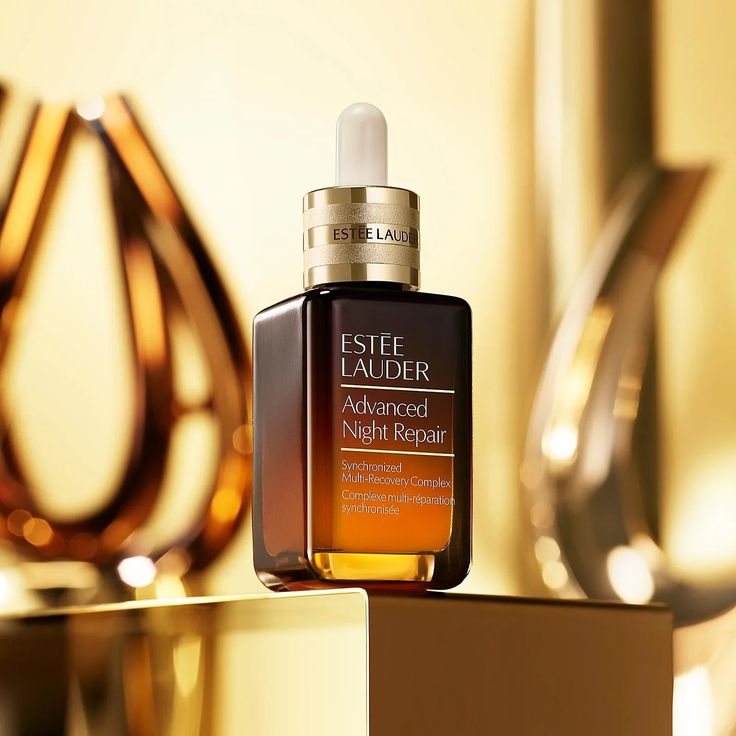 ESTĒE LAUDER
ESTĒE
LAUDER
Advanced
Night Repair
Synchronized
Multi-Recovery Complex
Complexe multi-réparation
synchronisée